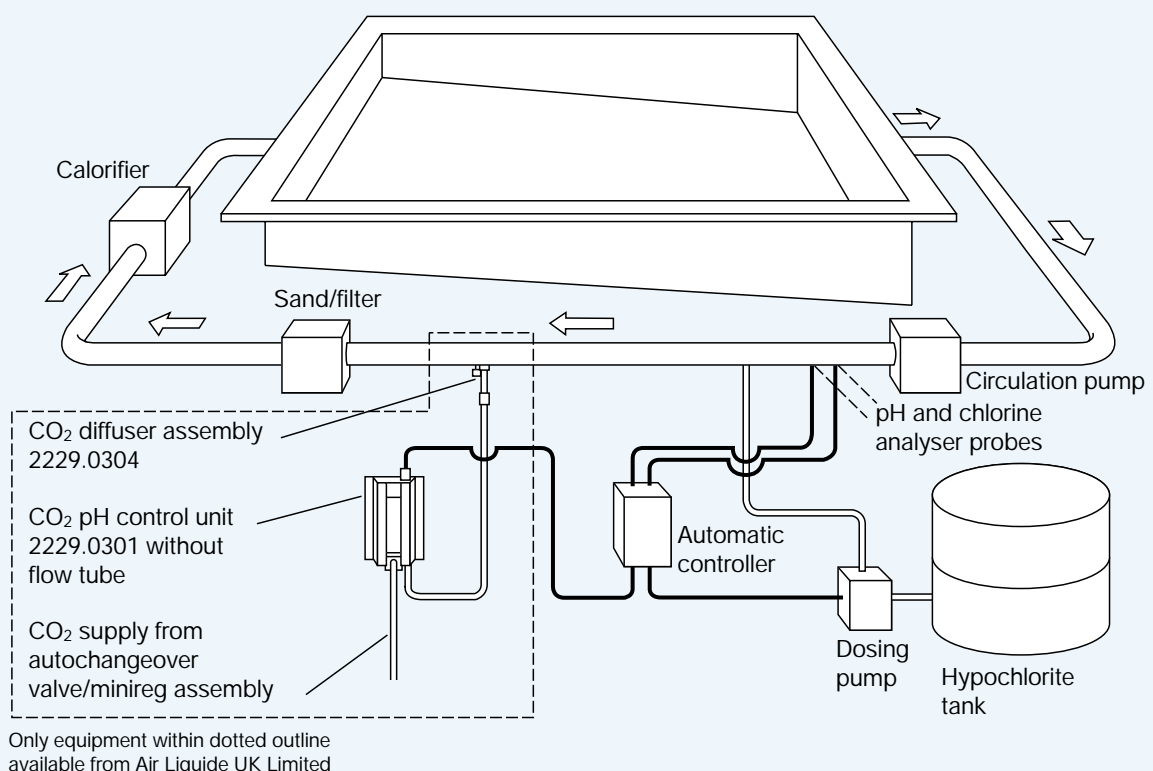 Calorifier
Sand/filter
Circulation pump
pH and chlorine
analyser probes
CO₂ diffuser assembly
2229.0304
CO₂ pH control unit
2229.0301 without
flow tube
CO₂ supply from
autochangeover
valve/minireg assembly
Automatic
controller
Dosing
pump
Hypochlorite
tank
Only equipment within dotted outline
available from Air Liquide UK Limited